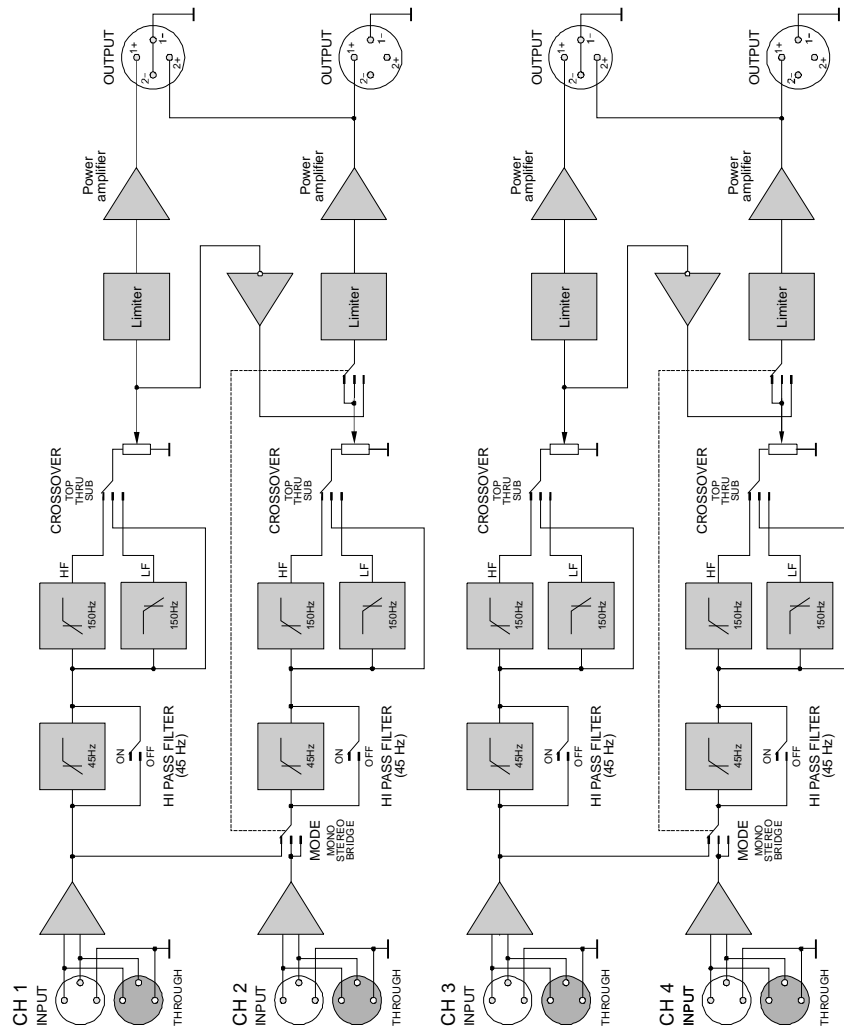 CH 1
INPUT
THROUGH
45Hz
ON
OFF
HI PASS FILTER
(45 Hz)
150Hz
HF
150Hz
LF
CROSSOVER
TOP
THRU
SUB
Limiter
Power
amplifier
OUTPUT
1+
1-
2-
2+
CH 2
INPUT
THROUGH
MODE
MONO
STEREO
BRIDGE
45Hz
ON
OFF
HI PASS FILTER
(45 Hz)
150Hz
HF
150Hz
LF
CROSSOVER
TOP
THRU
SUB
Limiter
Power
amplifier
OUTPUT
1+
1-
2-
2+
CH 3
INPUT
THROUGH
45Hz
ON
OFF
HI PASS FILTER
(45 Hz)
150Hz
HF
150Hz
LF
CROSSOVER
TOP
THRU
SUB
Limiter
Power
amplifier
OUTPUT
1+
1-
2-
2+
CH 4
INPUT
THROUGH
MODE
MONO
STEREO
BRIDGE
45Hz
ON
OFF
HI PASS FILTER
(45 Hz)
150Hz
HF
150Hz
LF
CROSSOVER
TOP
THRU
SUB
Limiter
Power
amplifier
OUTPUT
1+
1-
2-
2+